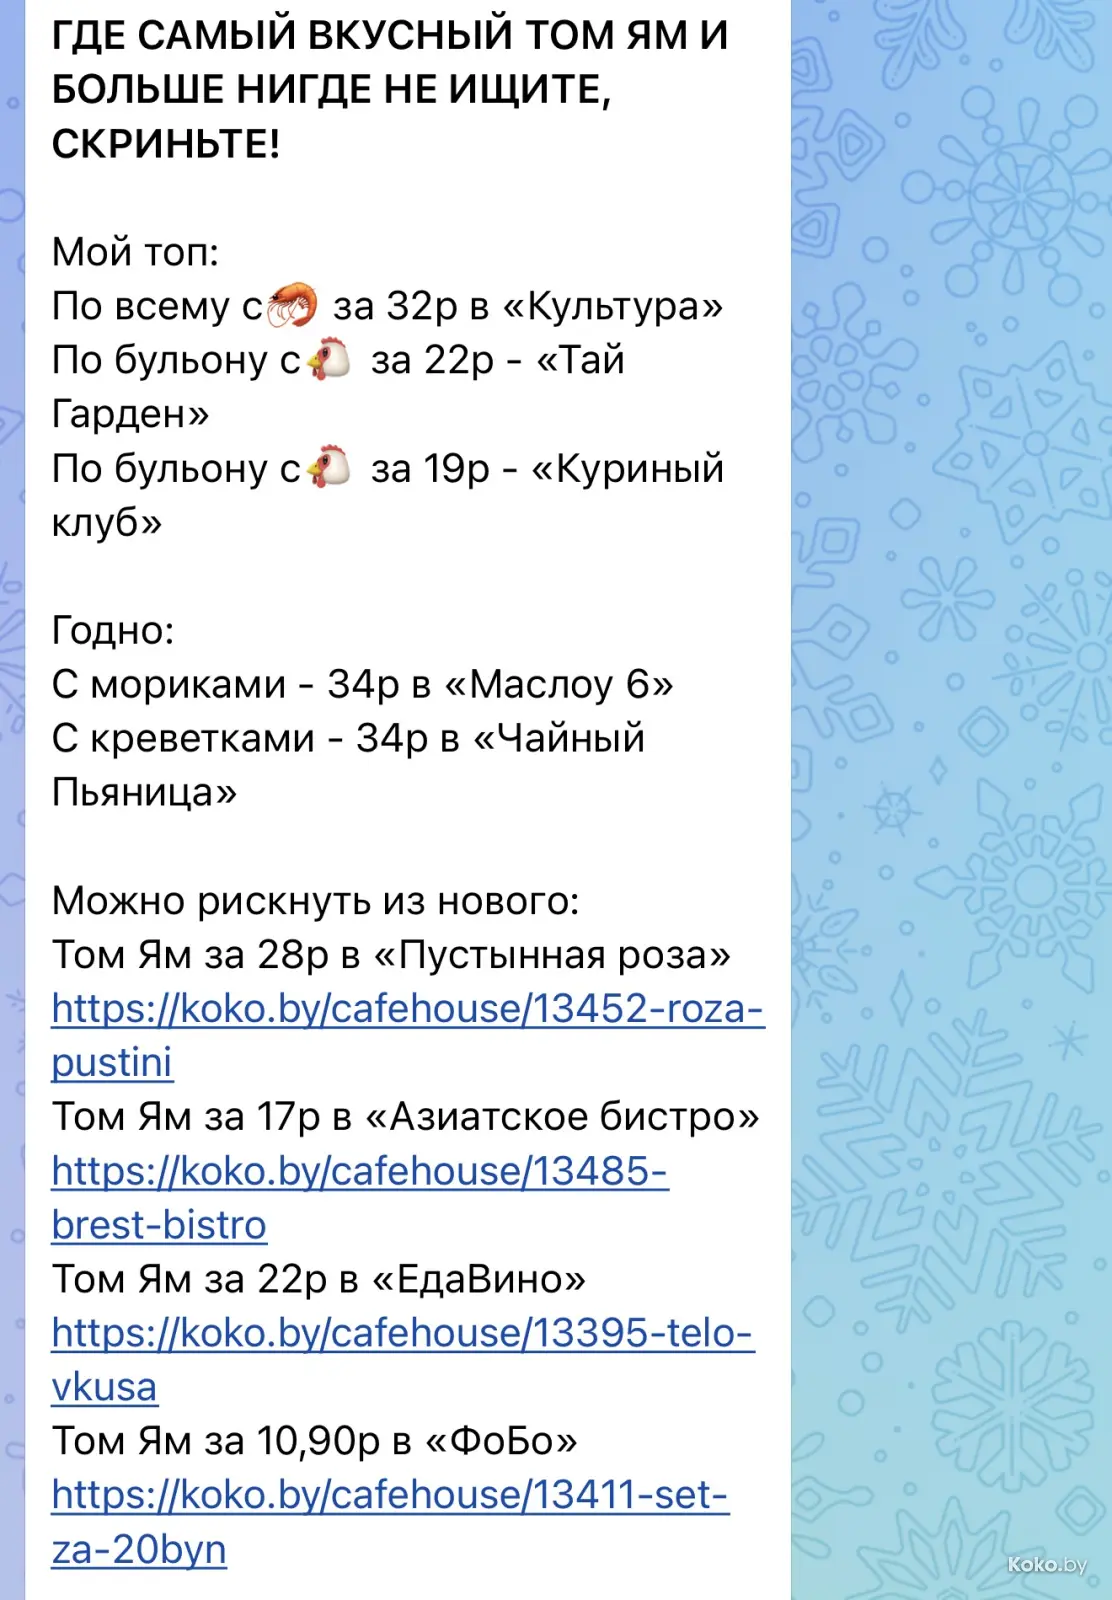 ГДЕ САМЫЙ ВКУСНЫЙ ТОМ ЯМ И
БОЛЬШЕ НИГДЕ НЕ ИЩИТЕ,
СКРИНЬТЕ!
Мой топ:
По всему с🦐 за 32р в «Культура»
По бульону с🐔 за 22р - «Тай
Гарден»
По бульону с🐔 за 19р - «Куриный
клуб»
Годно:
С мориками - 34р в «Маслоу 6»
С креветками - 34р в «Чайный
Пьяница»
Можно рискнуть из нового:
Том Ям за 28р в «Пустынная роза»
https://koko.by/cafehouse/13452-roza-
pustini
Том Ям за 17р в «Азиатское бистро»
https://koko.by/cafehouse/13485-
brest-bistro
Том Ям за 22р в «ЕдаВино»
https://koko.by/cafehouse/13395-telo-
vkusa
Том Ям за 10,90р в «ФоБо»
https://koko.by/cafehouse/13411-set-
za-20byn
Koko.by